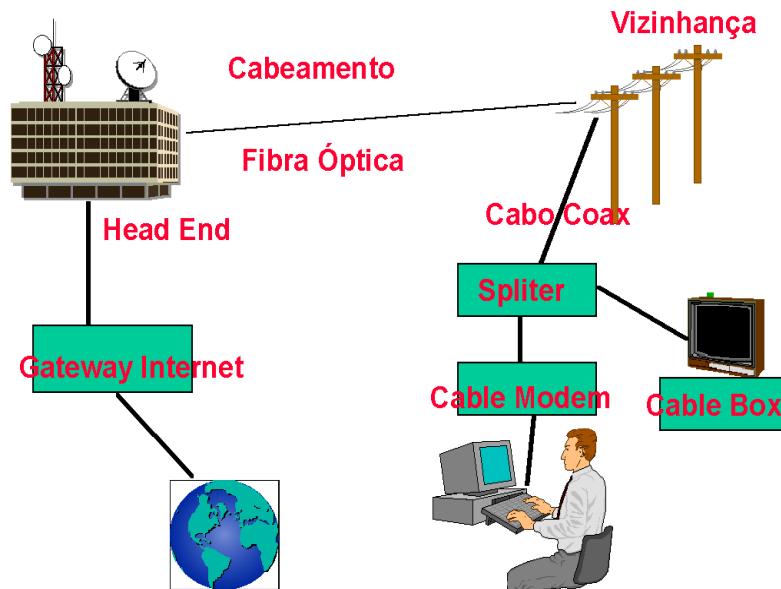 Vizinhança
Cabeamento
Fibra Óptica
Cabo Coax
Head End
Spliter
Gateway Internet
Cable Modem
Cable Box